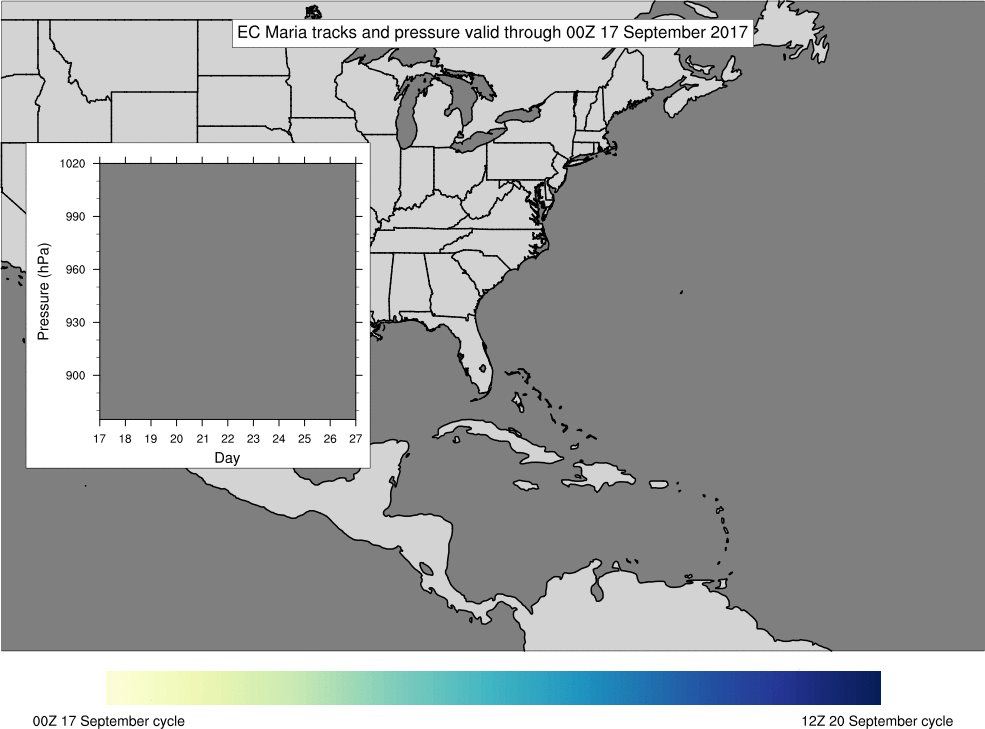 EC Maria tracks and pressure valid through 00Z 17 September 2017
1020
990
960
930
900
Pressure (hPa)
17 18 19 20 21 22 23 24 25 26 27
Day
00Z 17 September cycle
12Z 20 September cycle